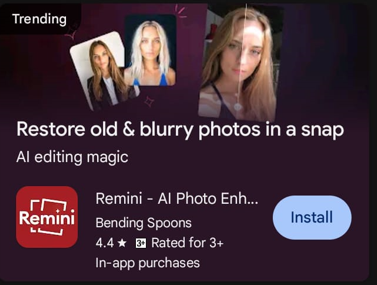 Trending
Restore old & blurry photos in a snap
AI editing magic
Remini
Remini - AI Photo Enh...
Install
Bending Spoons
4.4★ 3+ Rated for 3+
In-app purchases